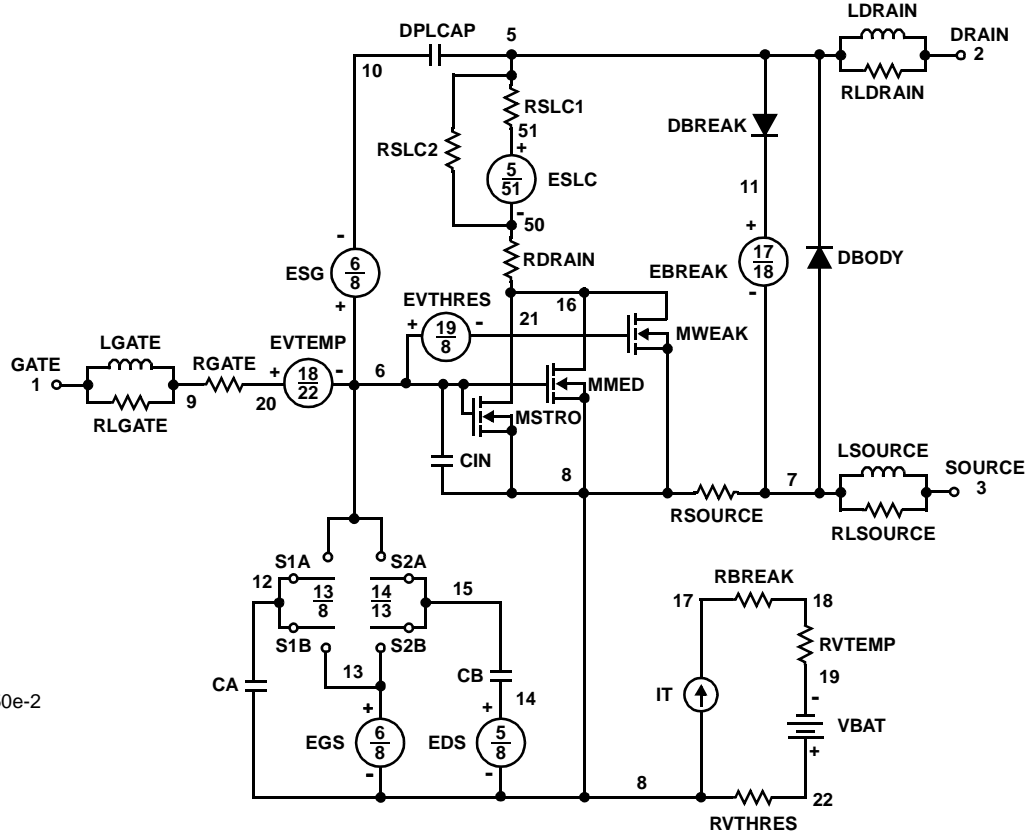 LDRAIN
DPLCAP
5
DRAIN
2
10
RLDRAIN
RSLC1
51
DBREAK
RSLC2
+
5
51
ESLC
-
50
11
-
+
ESG
6
8
RDRAIN
EBREAK
17
18
DBODY
+
-
EVTHRES
16
21
+
19
8
-
MWEAK
LGATE
EVTEMP
GATE
1
RGATE
+
18
22
-
6
MMED
9
20
MSTRO
RLGATE
LSOURCE
CIN
8
7
SOURCE
3
RSOURCE
RLSOURCE
S1A
S2A
12
13
8
14
13
15
RBREAK
17
18
S1B
S2B
RVTEMP
13
CB
19
CA
14
IT
-
VBAT
0e-2
+
+
EGS
6
8
EDS
5
8
+
-
-
8
22
RVTHRES